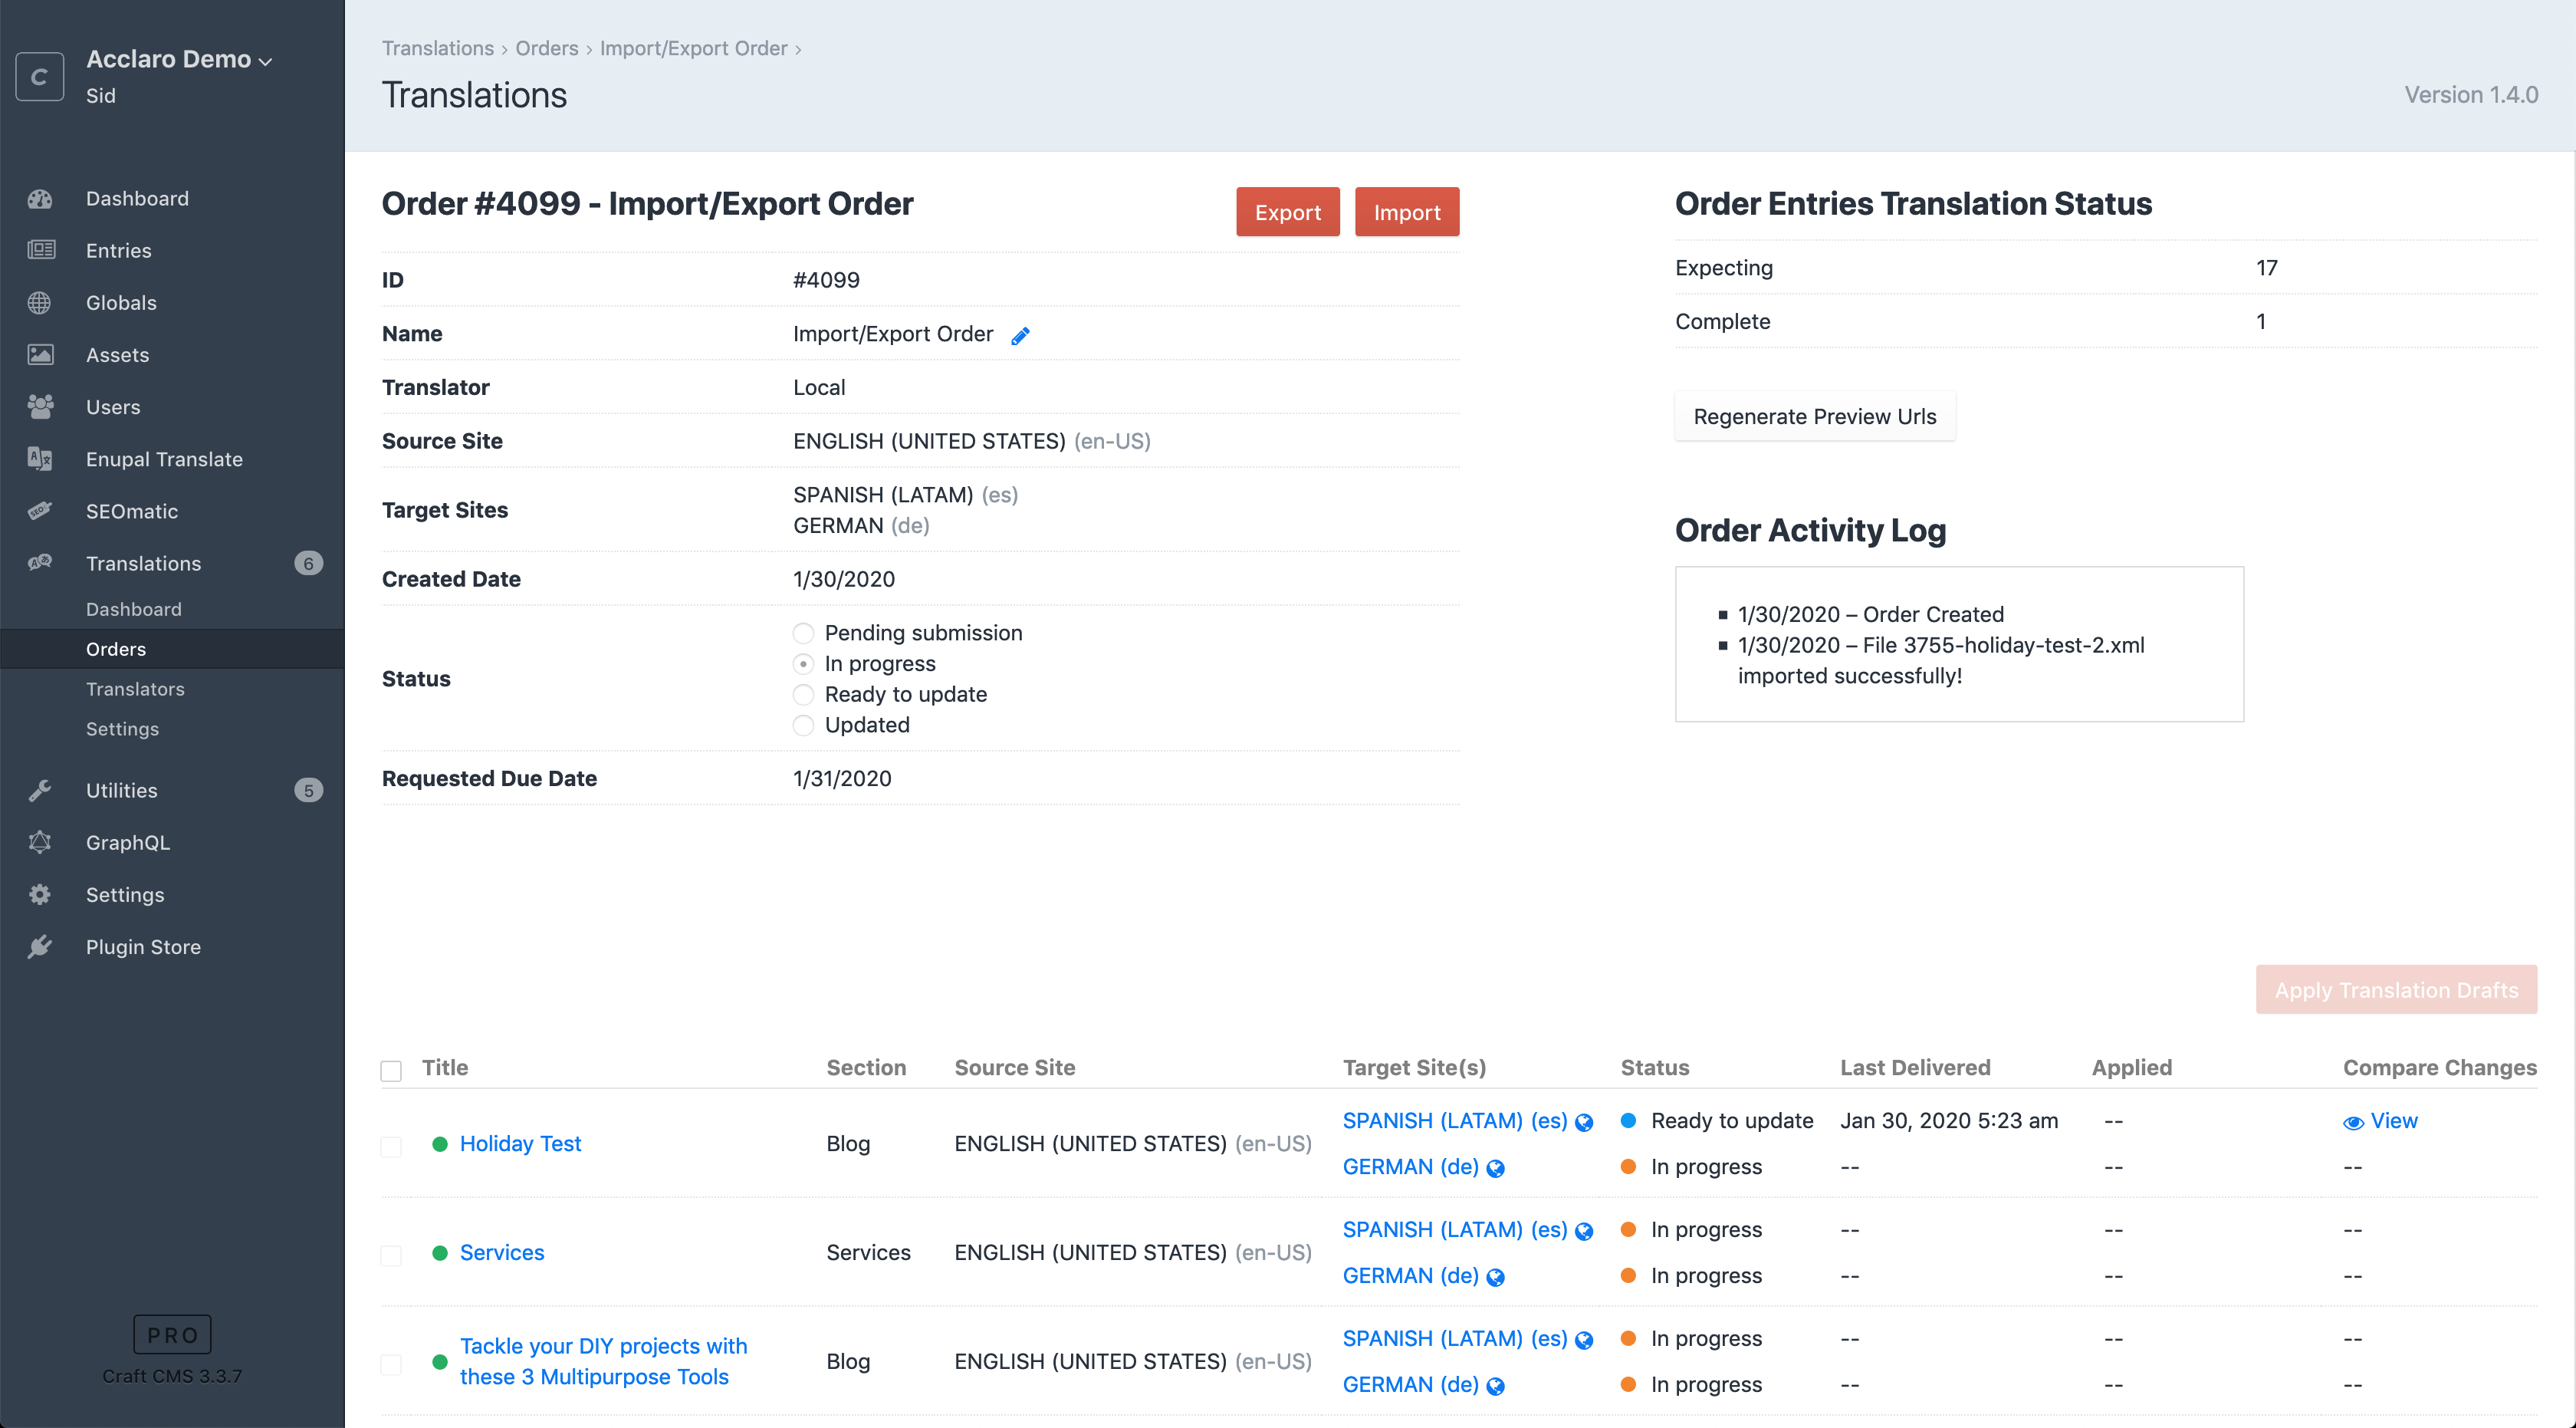 C
Acclaro Demo
Sid
Dashboard
Entries
Globals
Assets
Users
Enupal Translate
SEOmatic
Translations 6
Dashboard
Orders
Translators
Settings
Utilities 5
GraphQL
Settings
Plugin Store
PRO
Craft CMS 3.3.7
Translations › Orders › Import/Export Order ›
Translations
Version 1.4.0
Order #4099 - Import/Export Order
Export Import
ID #4099
Name Import/Export Order
Translator Local
Source Site ENGLISH (UNITED STATES) (en-US)
Target Sites SPANISH (LATAM) (es)
GERMAN (de)
Created Date 1/30/2020
Status
Pending submission
In progress
Ready to update
Updated
Requested Due Date 1/31/2020
Order Entries Translation Status
Expecting 17
Complete 1
Regenerate Preview Urls
Order Activity Log
1/30/2020 – Order Created
1/30/2020 – File 3755-holiday-test-2.xml
imported successfully!
Apply Translation Drafts
Title Section Source Site Target Site(s) Status Last Delivered Applied Compare Changes
Holiday Test Blog ENGLISH (UNITED STATES) (en-US)
SPANISH (LATAM) (es) Ready to update Jan 30, 2020 5:23 am -- View
GERMAN (de) In progress -- -- --
Services Services ENGLISH (UNITED STATES) (en-US)
SPANISH (LATAM) (es) In progress -- -- --
GERMAN (de) In progress -- -- --
Tackle your DIY projects with
these 3 Multipurpose Tools
Blog ENGLISH (UNITED STATES) (en-US)
SPANISH (LATAM) (es) In progress -- -- --
GERMAN (de) In progress -- -- --